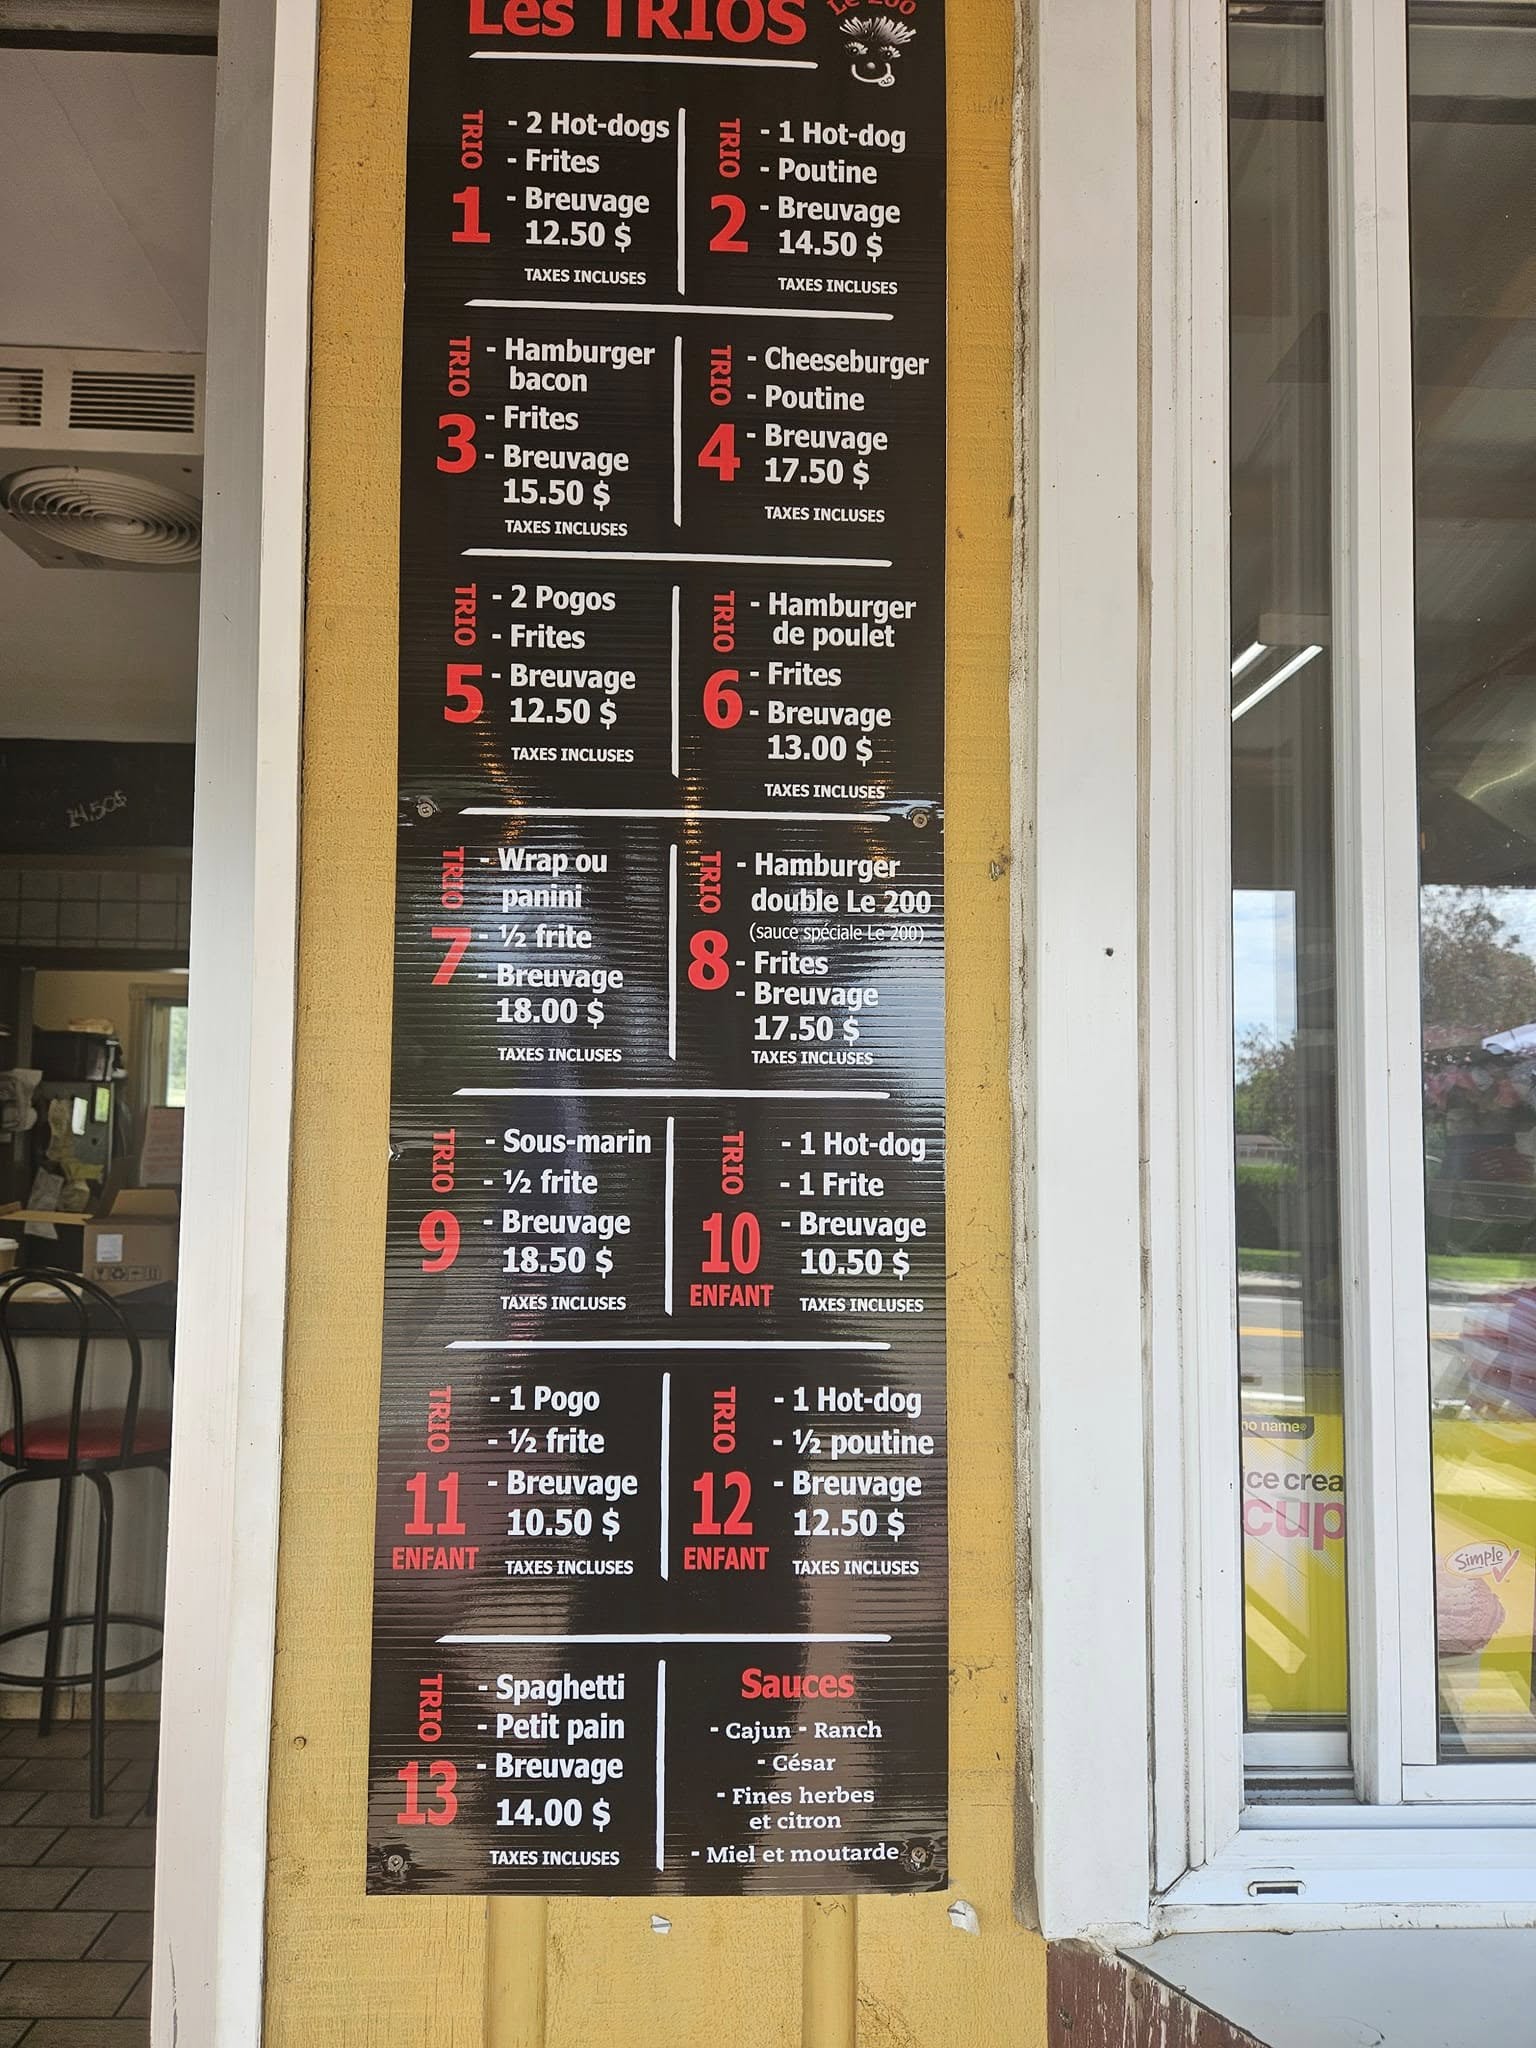 Les TRIOS
Le 200
TRIO 1
- 2 Hot-dogs
- Frites
- Breuvage
12.50 $
TAXES INCLUSES
TRIO 2
- 1 Hot-dog
- Poutine
- Breuvage
14.50 $
TAXES INCLUSES
TRIO 3
- Hamburger
bacon
- Frites
- Breuvage
15.50 $
TAXES INCLUSES
TRIO 4
- Cheeseburger
- Poutine
- Breuvage
17.50 $
TAXES INCLUSES
TRIO 5
- 2 Pogos
- Frites
- Breuvage
12.50 $
TAXES INCLUSES
TRIO 6
- Hamburger
de poulet
- Frites
- Breuvage
13.00 $
TAXES INCLUSES
TRIO 7
- Wrap ou
panini
- ½ frite
- Breuvage
18.00 $
TAXES INCLUSES
TRIO 8
- Hamburger
double Le 200
(sauce spéciale Le 200)
- Frites
- Breuvage
17.50 $
TAXES INCLUSES
TRIO 9
- Sous-marin
- ½ frite
- Breuvage
18.50 $
TAXES INCLUSES
TRIO 10
ENFANT
- 1 Hot-dog
- 1 Frite
- Breuvage
10.50 $
TAXES INCLUSES
TRIO 11
ENFANT
- 1 Pogo
- ½ frite
- Breuvage
10.50 $
TAXES INCLUSES
TRIO 12
ENFANT
- 1 Hot-dog
- ½ poutine
- Breuvage
12.50 $
TAXES INCLUSES
TRIO 13
- Spaghetti
- Petit pain
- Breuvage
14.00 $
TAXES INCLUSES
Sauces
- Cajun - Ranch
- César
- Fines herbes
et citron
- Miel et moutarde
14.50$
no name
ice crea
cup
Simple